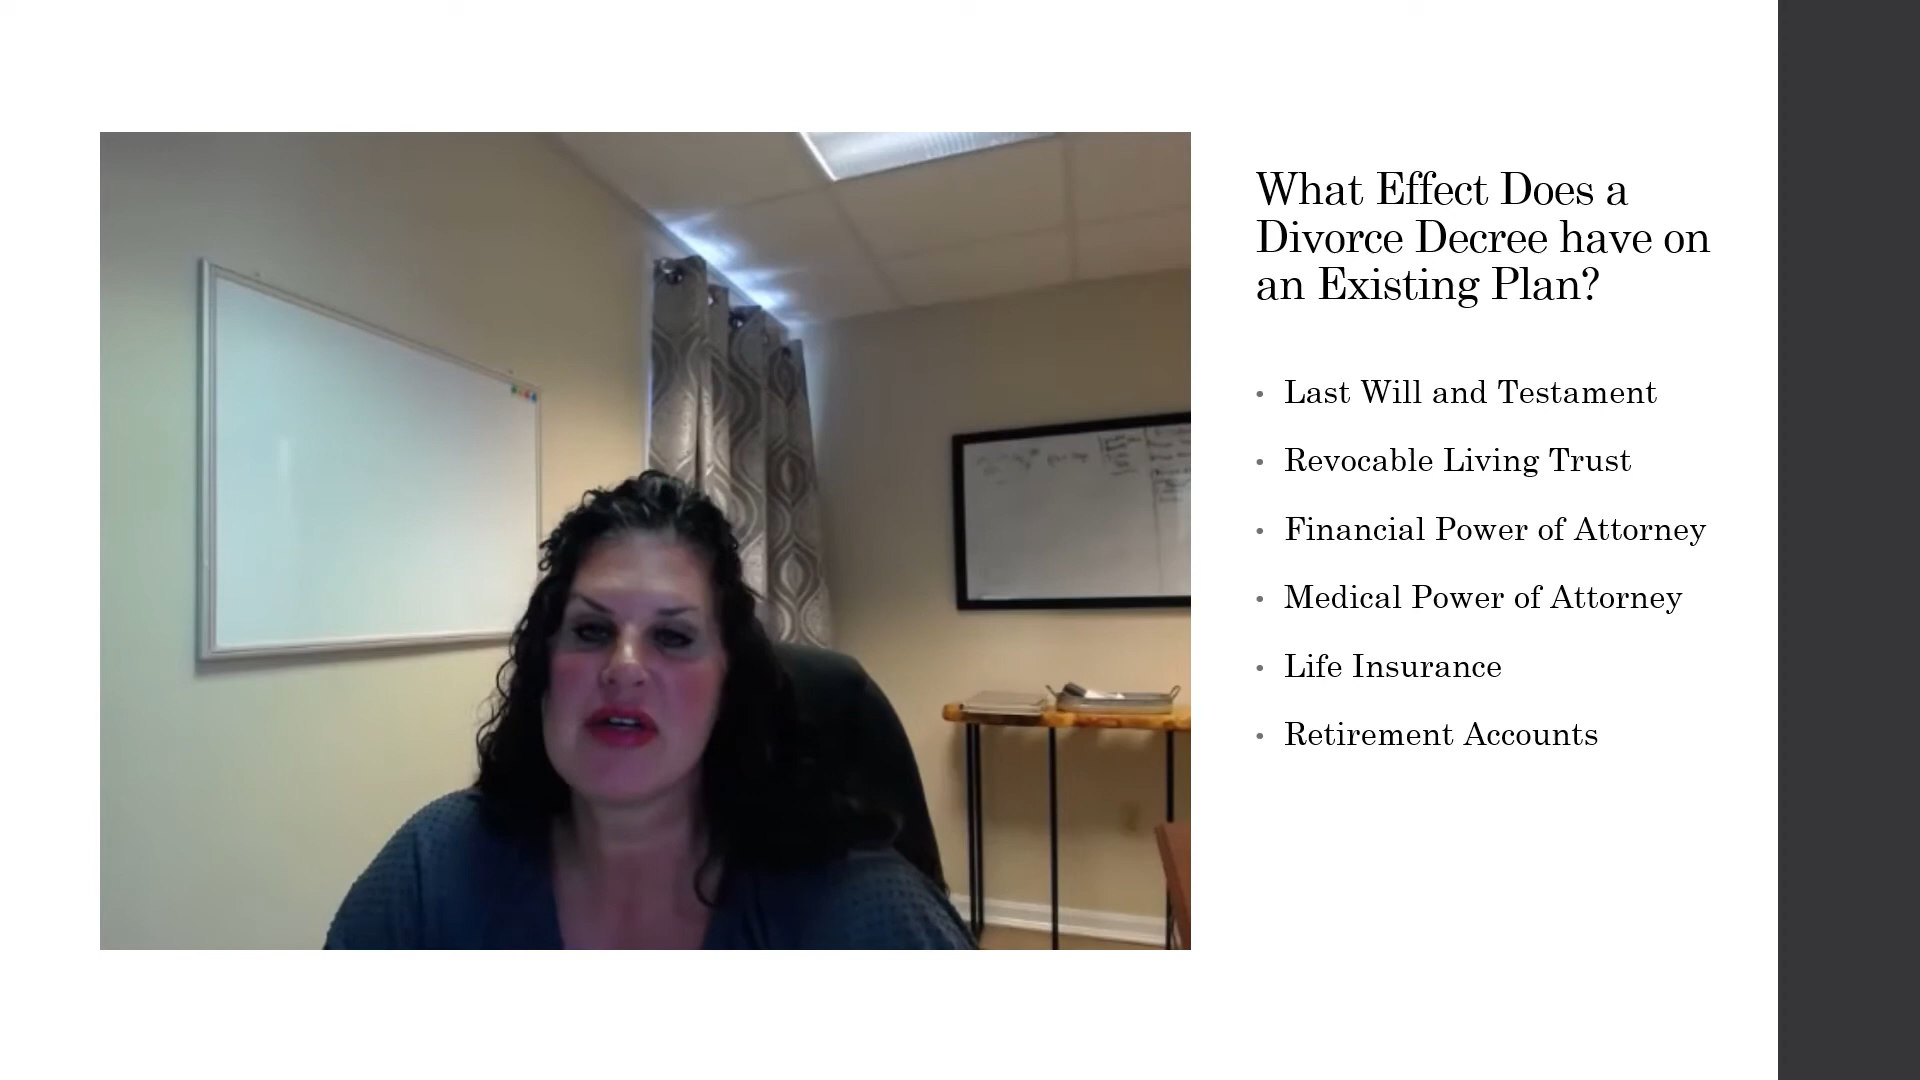 What Effect Does a
Divorce Decree have on
an Existing Plan?
• Last Will and Testament
• Revocable Living Trust
• Financial Power of Attorney
• Medical Power of Attorney
• Life Insurance
• Retirement Accounts